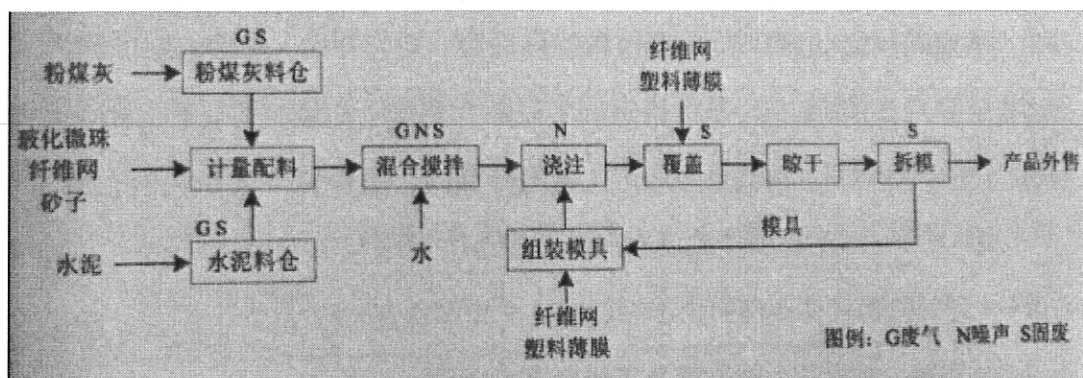 GS
粉煤灰
粉煤灰料仓
纤维网
塑料薄膜
玻化微珠
纤维网
砂子
计量配料
GNS
混合搅拌
N
浇注
S
覆盖
晾干
S
拆模
产品外售
GS
水泥
水泥料仓
水
组装模具
模具
纤维网
塑料薄膜
图例：G废气 N噪声 S固废